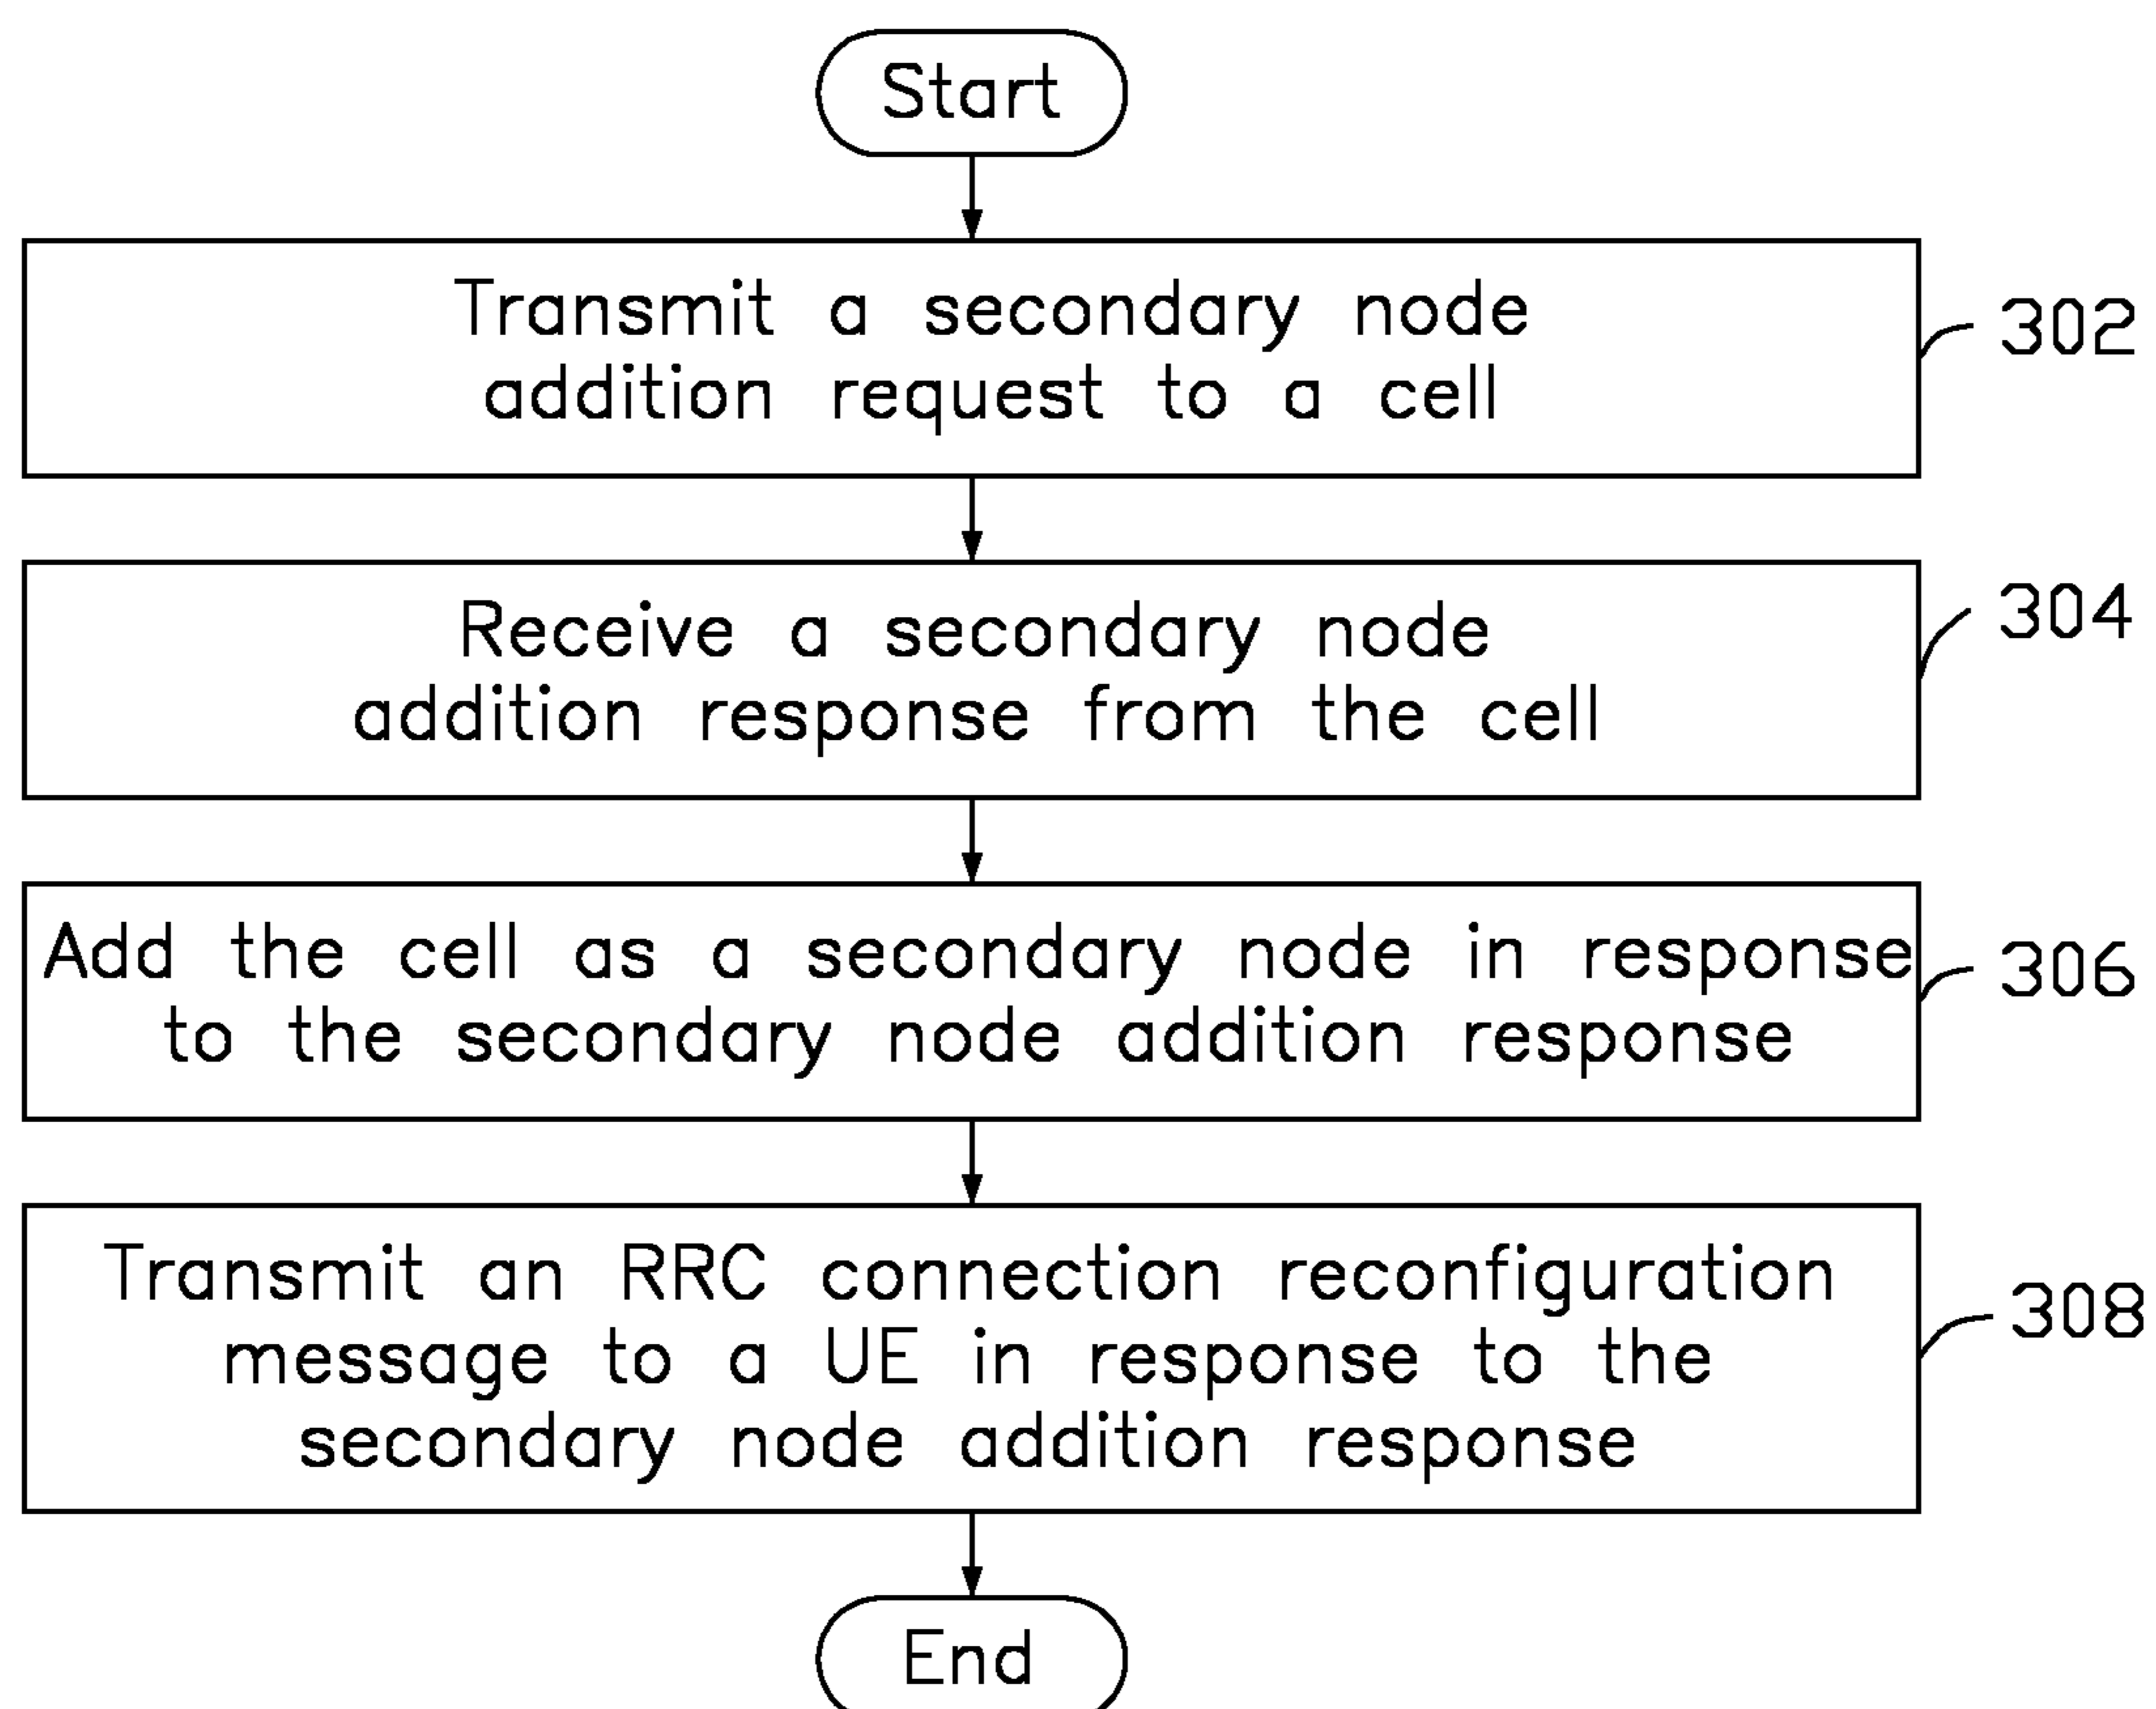 Start
Transmit a secondary node
addition request to a cell
302
Receive a secondary node
addition response from the cell
304
Add the cell as a secondary node in response
to the secondary node addition response
306
Transmit an RRC connection reconfiguration
message to a UE in response to the
secondary node addition response
308
End